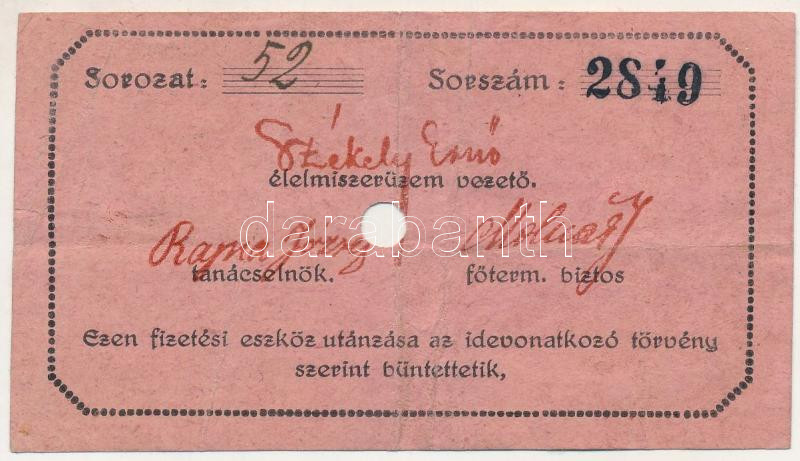 Sorozat: 52 Sorszám: 2819
Székely Ernő
élelmiszerüzem vezető.
darabanth
tanácselnök. főterm. biztos
Ezen fizetési eszköz utánzása az idevonatkozó törvény
szerint büntettetik,